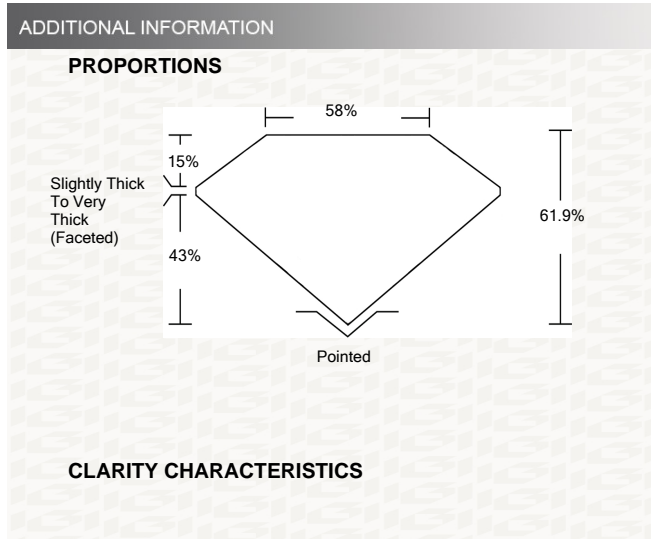 ADDITIONAL INFORMATION
PROPORTIONS
58%
15%
Slightly Thick
To Very
Thick
(Faceted)
61.9%
43%
Pointed
CLARITY CHARACTERISTICS